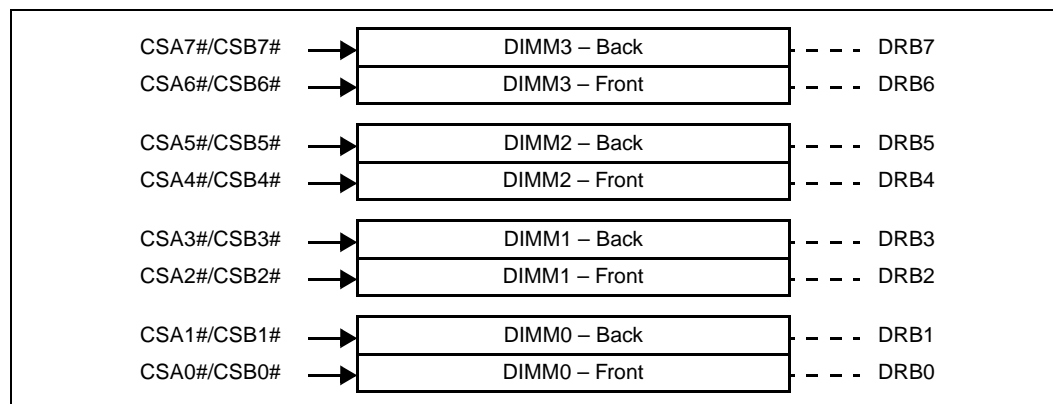 CSA7#/CSB7# DIMM3 – Back DRB7
CSA6#/CSB6# DIMM3 – Front DRB6
CSA5#/CSB5# DIMM2 – Back DRB5
CSA4#/CSB4# DIMM2 – Front DRB4
CSA3#/CSB3# DIMM1 – Back DRB3
CSA2#/CSB2# DIMM1 – Front DRB2
CSA1#/CSB1# DIMM0 – Back DRB1
CSA0#/CSB0# DIMM0 – Front DRB0